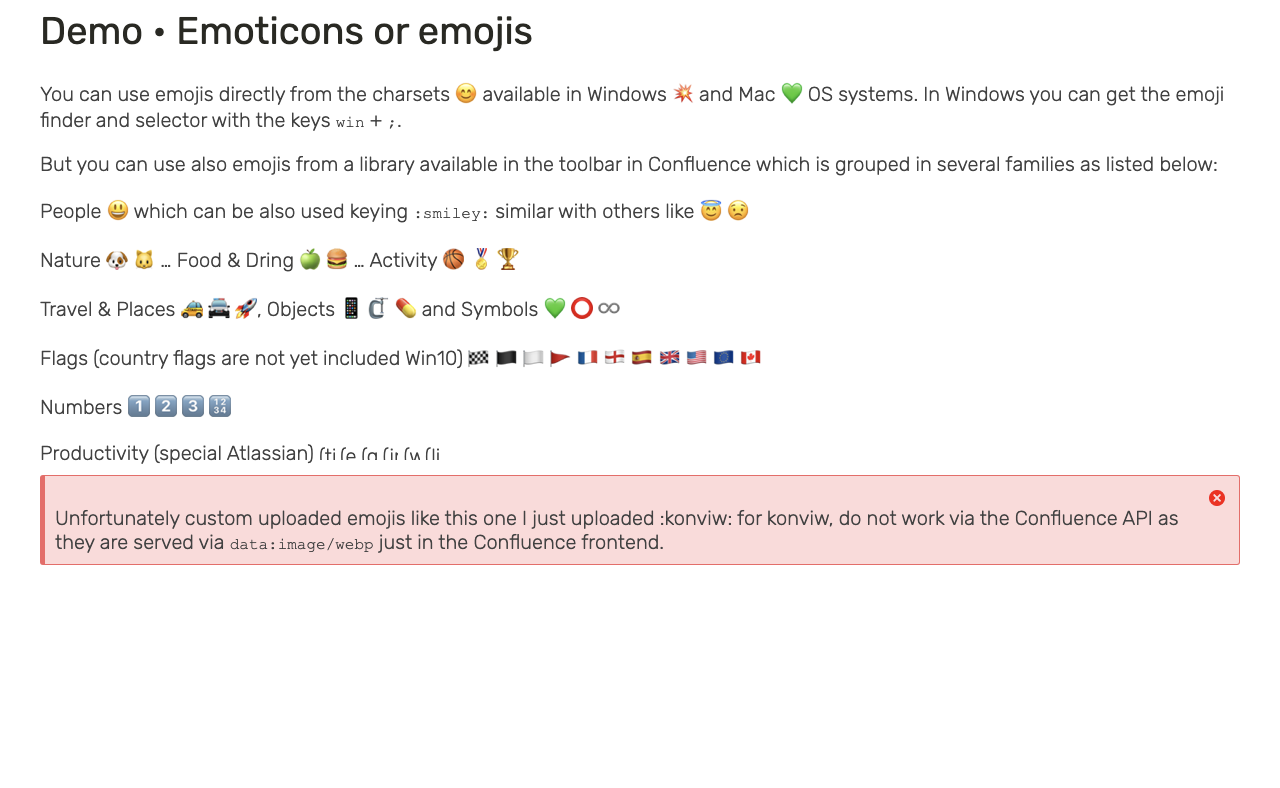 Demo • Emoticons or emojis
You can use emojis directly from the charsets 😊 available in Windows 💥 and Mac 💚 OS systems. In Windows you can get the emoji
finder and selector with the keys win + ;.
But you can use also emojis from a library available in the toolbar in Confluence which is grouped in several families as listed below:
People 😃 which can be also used keying :smiley: similar with others like 😇 😟
Nature 🐶 🐱 … Food & Dring 🍏 🍔 … Activity 🏀 🏅 🏆
Travel & Places 🚕 🚘 🚀, Objects 📱 🗜 💊 and Symbols 💚 ⭕ ♾
Flags (country flags are not yet included Win10) 🏁 🏴 🏳 🚩 🇫🇷 🏴󠁧󠁢󠁥󠁮󠁧󠁿 🇪🇸 🇬🇧 🇺🇸 🇪🇺 🇨🇦
Numbers 1️⃣ 2️⃣ 3️⃣ 🔢
Productivity (special Atlassian)
Unfortunately custom uploaded emojis like this one I just uploaded :konviw: for konviw, do not work via the Confluence API as
they are served via data:image/webp just in the Confluence frontend.